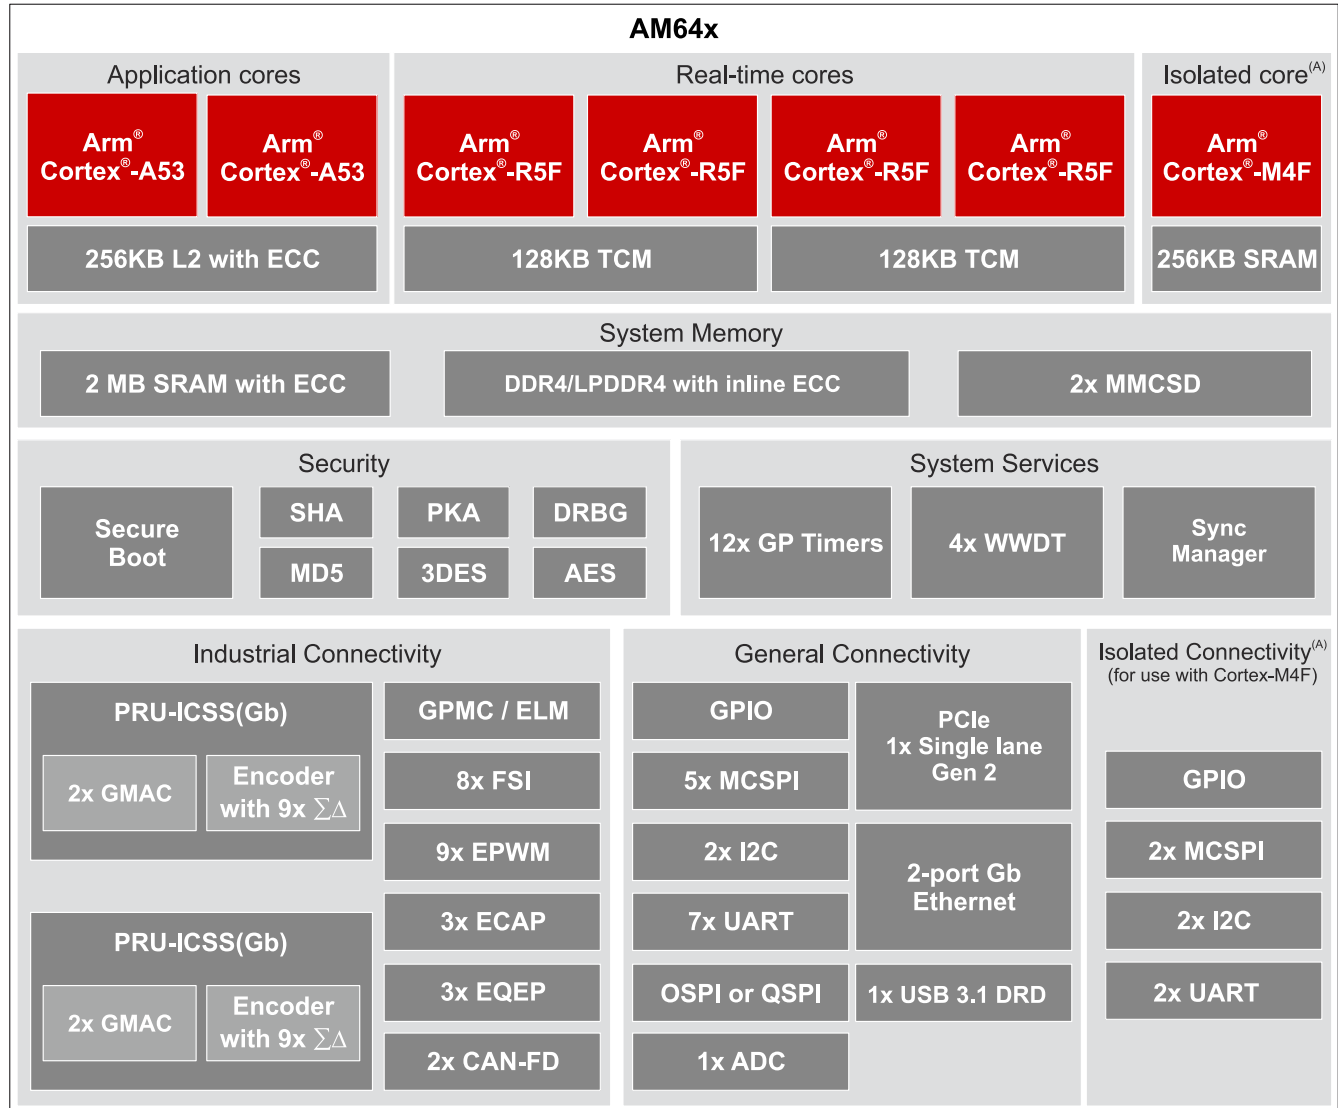 AM64x
Application cores
Arm®
Cortex®-A53
Arm®
Cortex®-A53
256KB L2 with ECC
Real-time cores
Arm®
Cortex®-R5F
Arm®
Cortex®-R5F
Arm®
Cortex®-R5F
Arm®
Cortex®-R5F
128KB TCM
128KB TCM
Isolated core(A)
Arm®
Cortex®-M4F
256KB SRAM
System Memory
2 MB SRAM with ECC
DDR4/LPDDR4 with inline ECC
2x MMCSD
Security
Secure
Boot
SHA
PKA
DRBG
MD5
3DES
AES
System Services
12x GP Timers
4x WWDT
Sync
Manager
Industrial Connectivity
PRU-ICSS(Gb)
2x GMAC
Encoder
with 9x ∑∆
PRU-ICSS(Gb)
2x GMAC
Encoder
with 9x ∑∆
GPMC / ELM
8x FSI
9x EPWM
3x ECAP
3x EQEP
2x CAN-FD
General Connectivity
GPIO
5x MCSPI
2x I2C
7x UART
OSPI or QSPI
1x ADC
PCIe
1x Single lane
Gen 2
2-port Gb
Ethernet
1x USB 3.1 DRD
Isolated Connectivity(A)
(for use with Cortex-M4F)
GPIO
2x MCSPI
2x I2C
2x UART